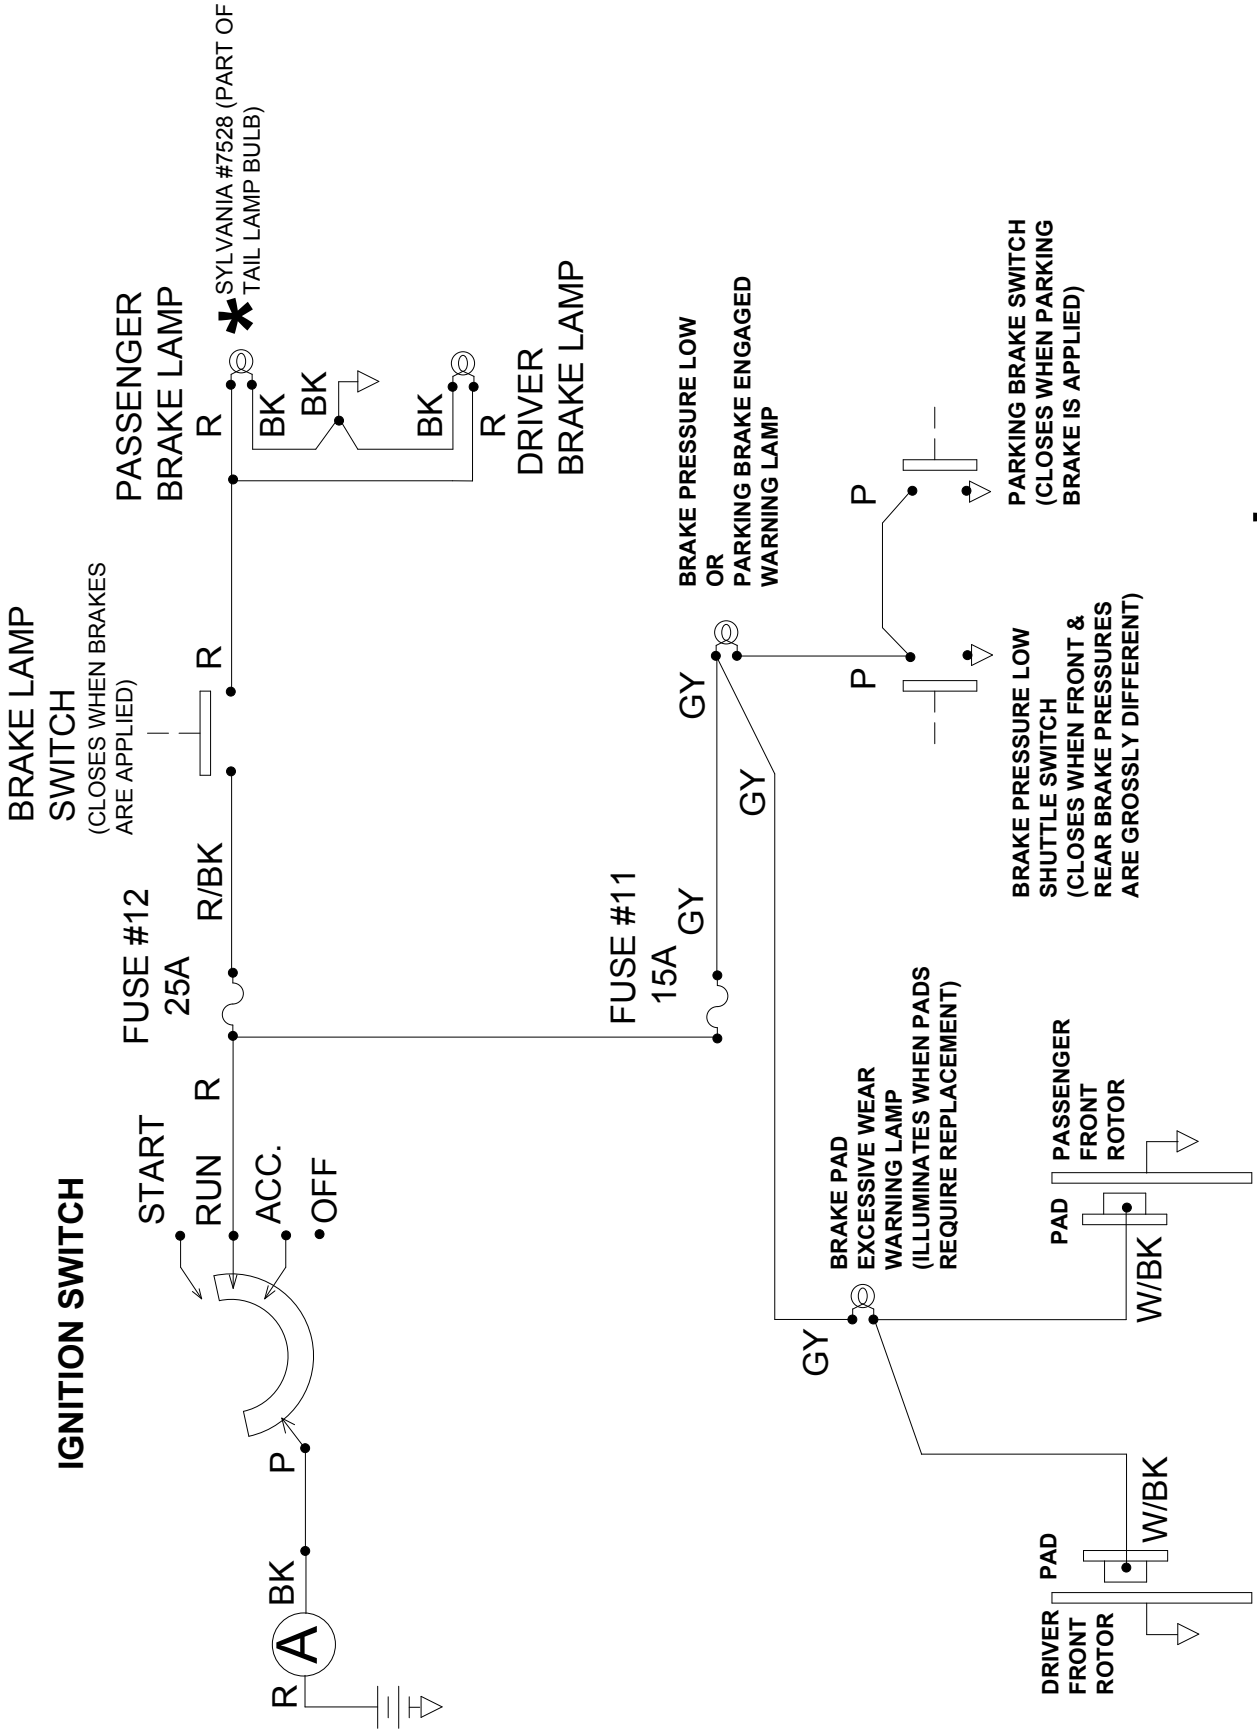 IGNITION SWITCH
START
RUN
ACC.
OFF
R
A
BK
P
R
FUSE #12
25A
R/BK
BRAKE LAMP
SWITCH
(CLOSES WHEN BRAKES
ARE APPLIED)
R
PASSENGER
BRAKE LAMP
R
BK
BK
BK
R
DRIVER
BRAKE LAMP
*
SYLVANIA #7528 (PART OF
TAIL LAMP BULB)
FUSE #11
15A
GY
GY
GY
BRAKE PRESSURE LOW
OR
PARKING BRAKE ENGAGED
WARNING LAMP
P
P
BRAKE PRESSURE LOW
SHUTTLE SWITCH
(CLOSES WHEN FRONT &
REAR BRAKE PRESSURES
ARE GROSSLY DIFFERENT)
PARKING BRAKE SWITCH
(CLOSES WHEN PARKING
BRAKE IS APPLIED)
GY
BRAKE PAD
EXCESSIVE WEAR
WARNING LAMP
(ILLUMINATES WHEN PADS
REQUIRE REPLACEMENT)
DRIVER
FRONT
ROTOR
PAD
W/BK
W/BK
PAD
PASSENGER
FRONT
ROTOR